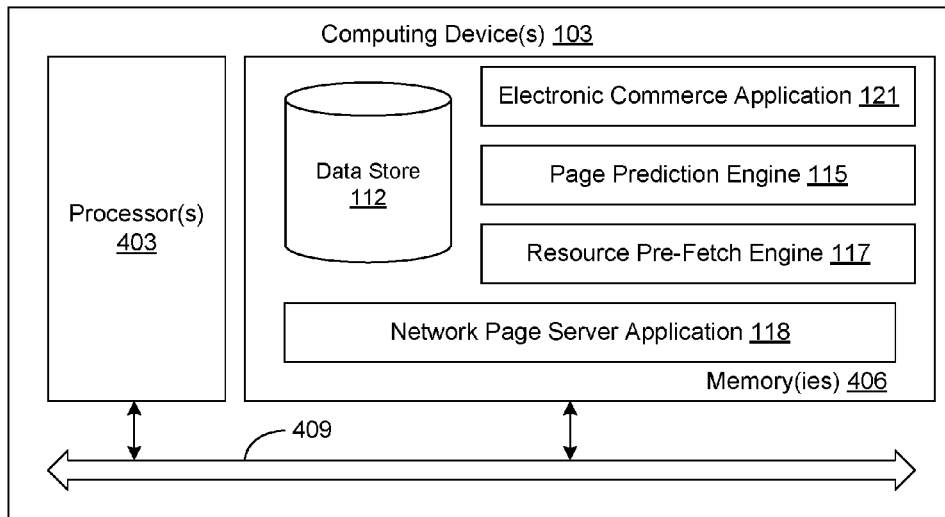 Computing Device(s) 103
Processor(s)
403
Data Store
112
Electronic Commerce Application 121
Page Prediction Engine 115
Resource Pre-Fetch Engine 117
Network Page Server Application 118
Memory(ies) 406
409